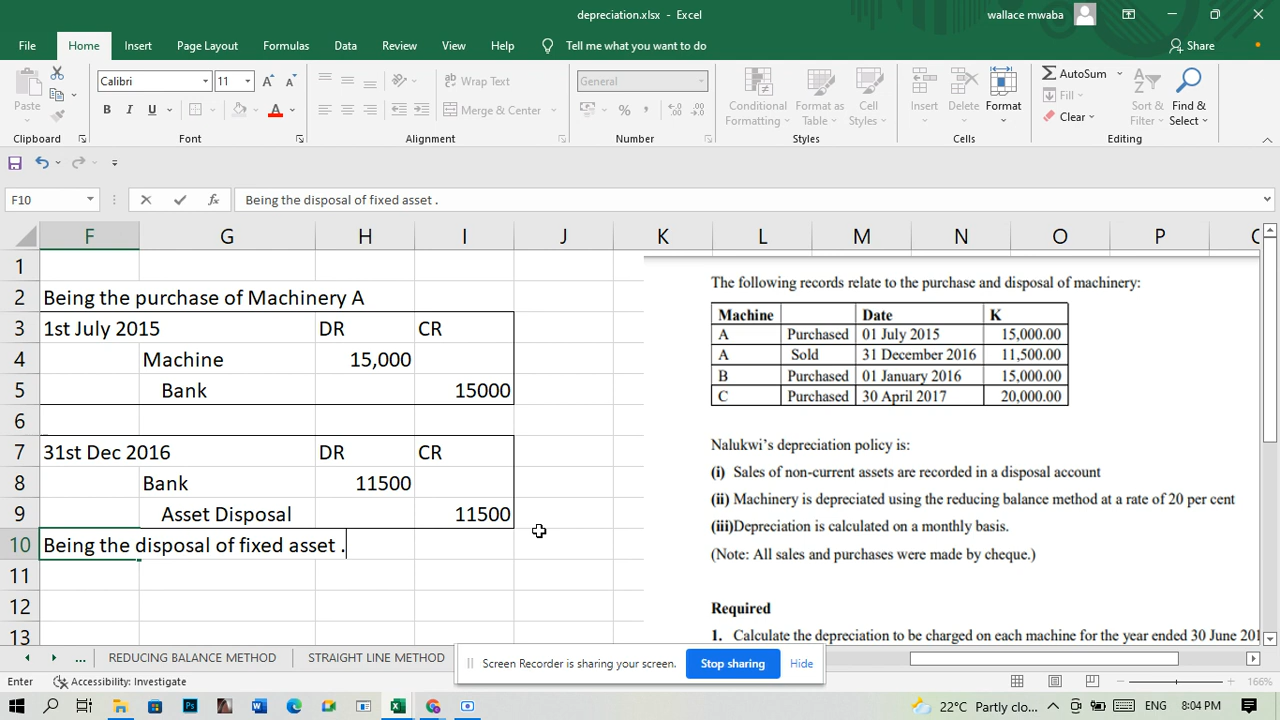 depreciation.xlsx - Excel
wallace mwaba
File Home Insert Page Layout Formulas Data Review View Help Tell me what you want to do Share
Paste
Clipboard
Calibri 11
B I U
Font
Wrap Text
Merge & Center
Alignment
General
Number
Conditional Formatting
Format as Table
Cell Styles
Styles
Insert Delete Format
Cells
AutoSum
Fill
Clear
Sort & Filter
Find & Select
Editing
F10 fx Being the disposal of fixed asset .
F G H I J K L M N O P
1
2 Being the purchase of Machinery A
3 1st July 2015 DR CR
4 Machine 15,000
5 Bank 15000
6
7 31st Dec 2016 DR CR
8 Bank 11500
9 Asset Disposal 11500
10 Being the disposal of fixed asset .
11
12
13
The following records relate to the purchase and disposal of machinery:
Machine Date K
A Purchased 01 July 2015 15,000.00
A Sold 31 December 2016 11,500.00
B Purchased 01 January 2016 15,000.00
C Purchased 30 April 2017 20,000.00
Nalukwi's depreciation policy is:
(i) Sales of non-current assets are recorded in a disposal account
(ii) Machinery is depreciated using the reducing balance method at a rate of 20 per cent
(iii)Depreciation is calculated on a monthly basis.
(Note: All sales and purchases were made by cheque.)
Required
1. Calculate the depreciation to be charged on each machine for the year ended 30 June
... REDUCING BALANCE METHOD STRAIGHT LINE METHOD
Screen Recorder is sharing your screen. Stop sharing Hide
Enter Accessibility: Investigate 166%
22°C Partly clo... ENG 8:04 PM